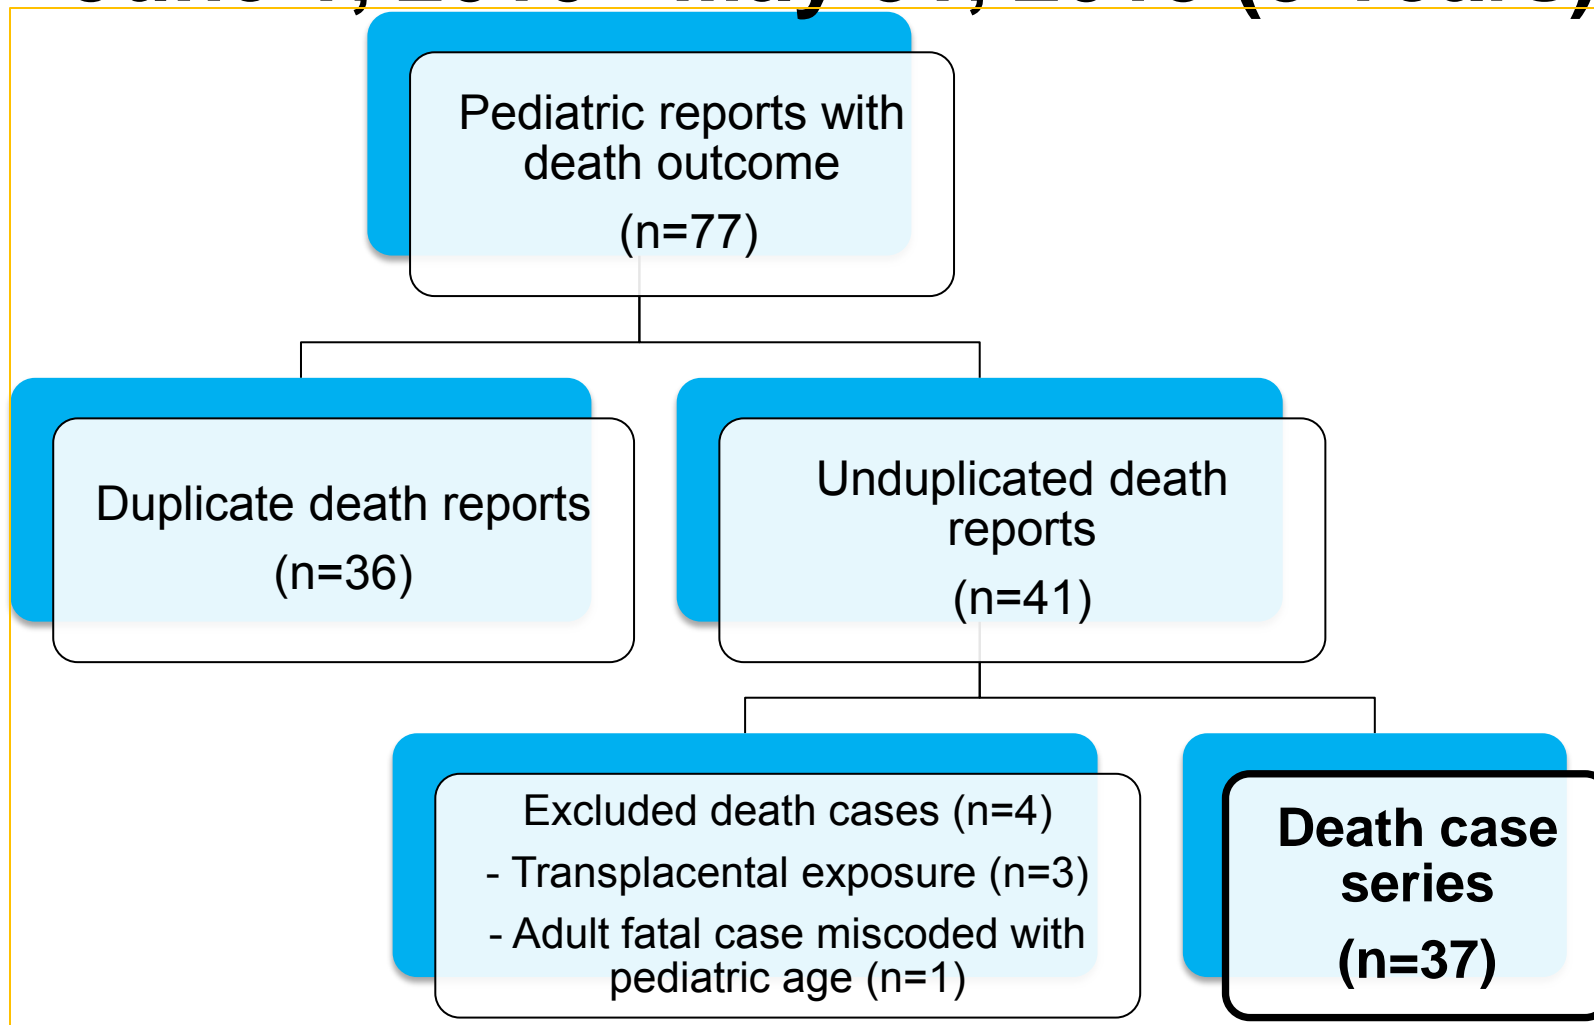 Pediatric reports with
death outcome
(n=77)
Duplicate death reports
(n=36)
Unduplicated death
reports
(n=41)
Excluded death cases (n=4)
- Transplacental exposure (n=3)
- Adult fatal case miscoded with
pediatric age (n=1)
Death case
series
(n=37)